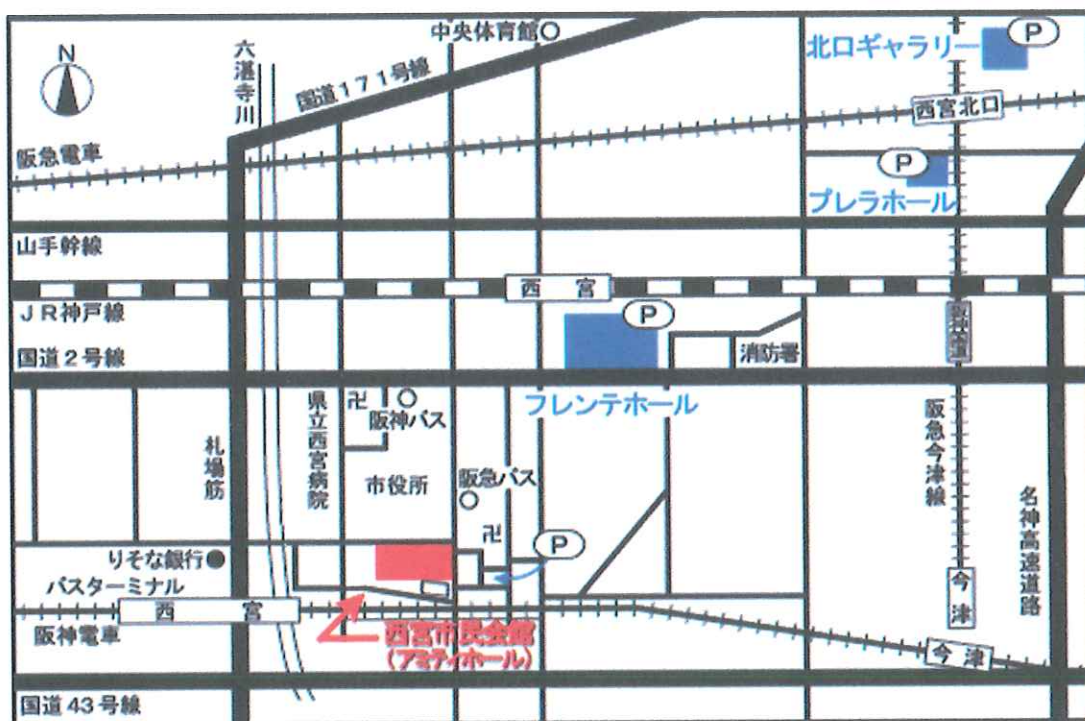 中央体育館
P
北口ギャラリー
N
六湛寺川
国道171号線
西宮北口
阪急電車
P
プレラホール
山手幹線
西 宮
JR神戸線
P
国道2号線
消防署
阪神国道
フレンテホール
卍
阪神バス
県立西宮病院
札場筋
市役所
阪急バス
阪急今津線
名神高速道路
卍
P
りそな銀行
バスターミナル
西 宮
今津
阪神電車
西宮市民会館
(アミティホール)
今 津
国道43号線